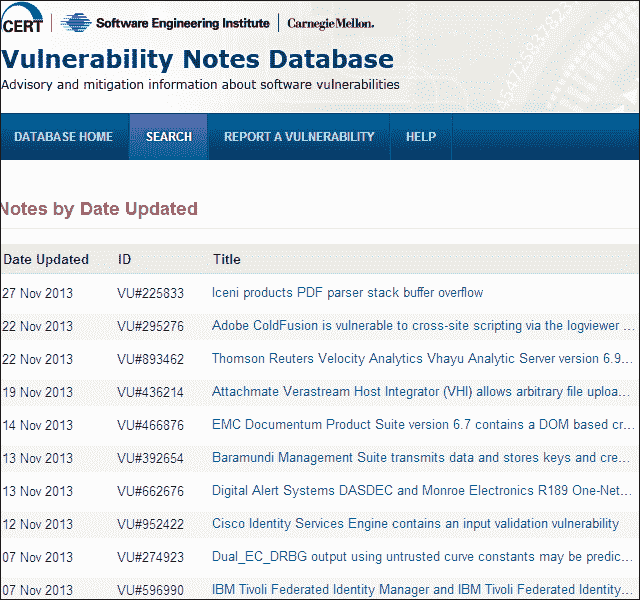 CERT Software Engineering Institute CarnegieMellon.
Vulnerability Notes Database
Advisory and mitigation information about software vulnerabilities
DATABASE HOME SEARCH REPORT A VULNERABILITY HELP
Notes by Date Updated
Date Updated ID Title
27 Nov 2013 VU#225833 Iceni products PDF parser stack buffer overflow
22 Nov 2013 VU#295276 Adobe ColdFusion is vulnerable to cross-site scripting via the logviewer ...
22 Nov 2013 VU#893462 Thomson Reuters Velocity Analytics Vhayu Analytic Server version 6.9...
19 Nov 2013 VU#436214 Attachmate Verastream Host Integrator (VHI) allows arbitrary file uploa...
14 Nov 2013 VU#466876 EMC Documentum Product Suite version 6.7 contains a DOM based cr...
13 Nov 2013 VU#392654 Baramundi Management Suite transmits data and stores keys and cre...
13 Nov 2013 VU#662676 Digital Alert Systems DASDEC and Monroe Electronics R189 One-Net...
12 Nov 2013 VU#952422 Cisco Identity Services Engine contains an input validation vulnerability
07 Nov 2013 VU#274923 Dual_EC_DRBG output using untrusted curve constants may be predic...
07 Nov 2013 VU#596990 IBM Tivoli Federated Identity Manager and IBM Tivoli Federated Identity...